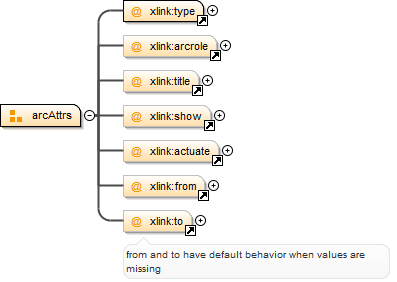 @ xlink:type
@ xlink:arcrole
@ xlink:title
@ xlink:show
arcAttrs
@ xlink:actuate
@ xlink:from
@ xlink:to
from and to have default behavior when values are
missing